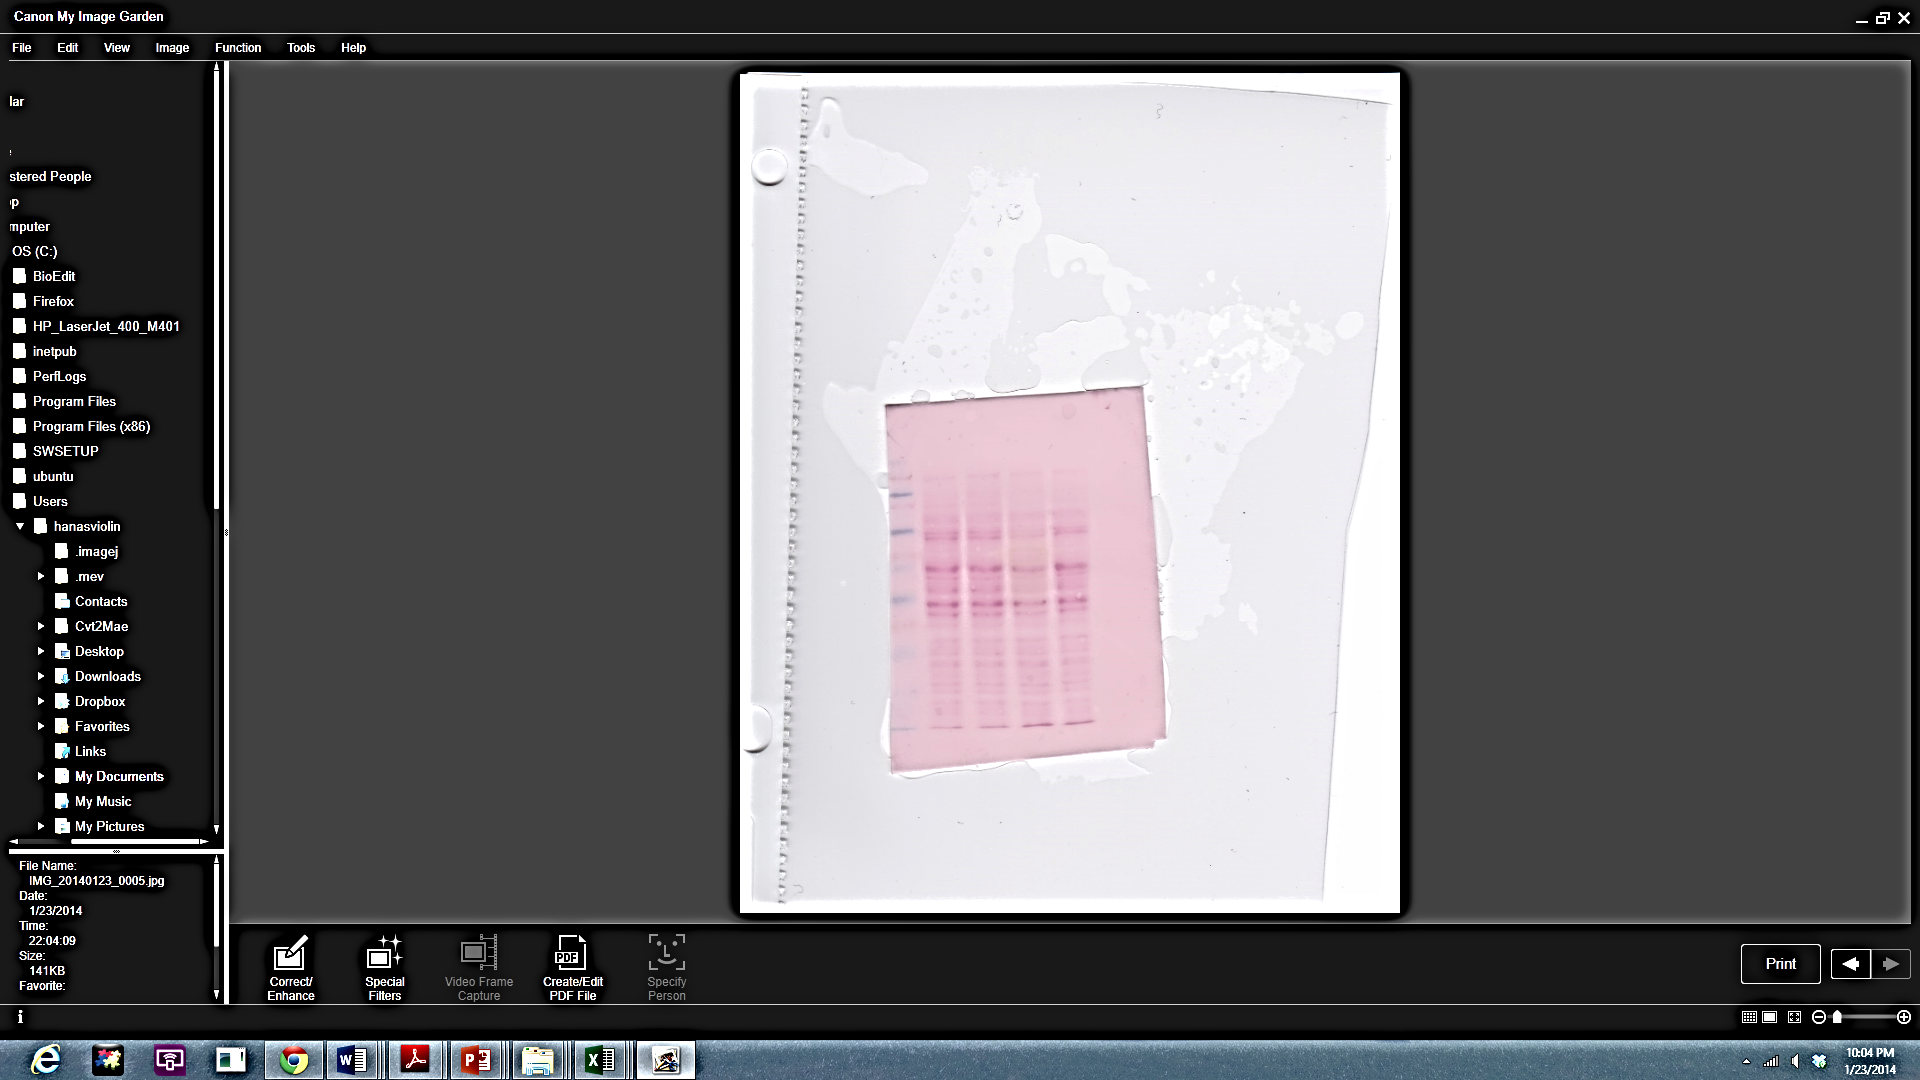 Canon My Image Garden
File Edit View Image Function Tools Help
lar
stered People
op
mputer
OS (C:)
BioEdit
Firefox
HP_LaserJet_400_M401
inetpub
PerfLogs
Program Files
Program Files (x86)
SWSETUP
ubuntu
Users
hanasviolin
.imagej
.mev
Contacts
Cvt2Mae
Desktop
Downloads
Dropbox
Favorites
Links
My Documents
My Music
My Pictures
File Name:
IMG_20140123_0005.jpg
Date:
1/23/2014
Time:
22:04:09
Size:
141KB
Favorite:
Correct/
Enhance
Special
Filters
Video Frame
Capture
PDF
Create/Edit
PDF File
Specify
Person
Print
10:04 PM
1/23/2014